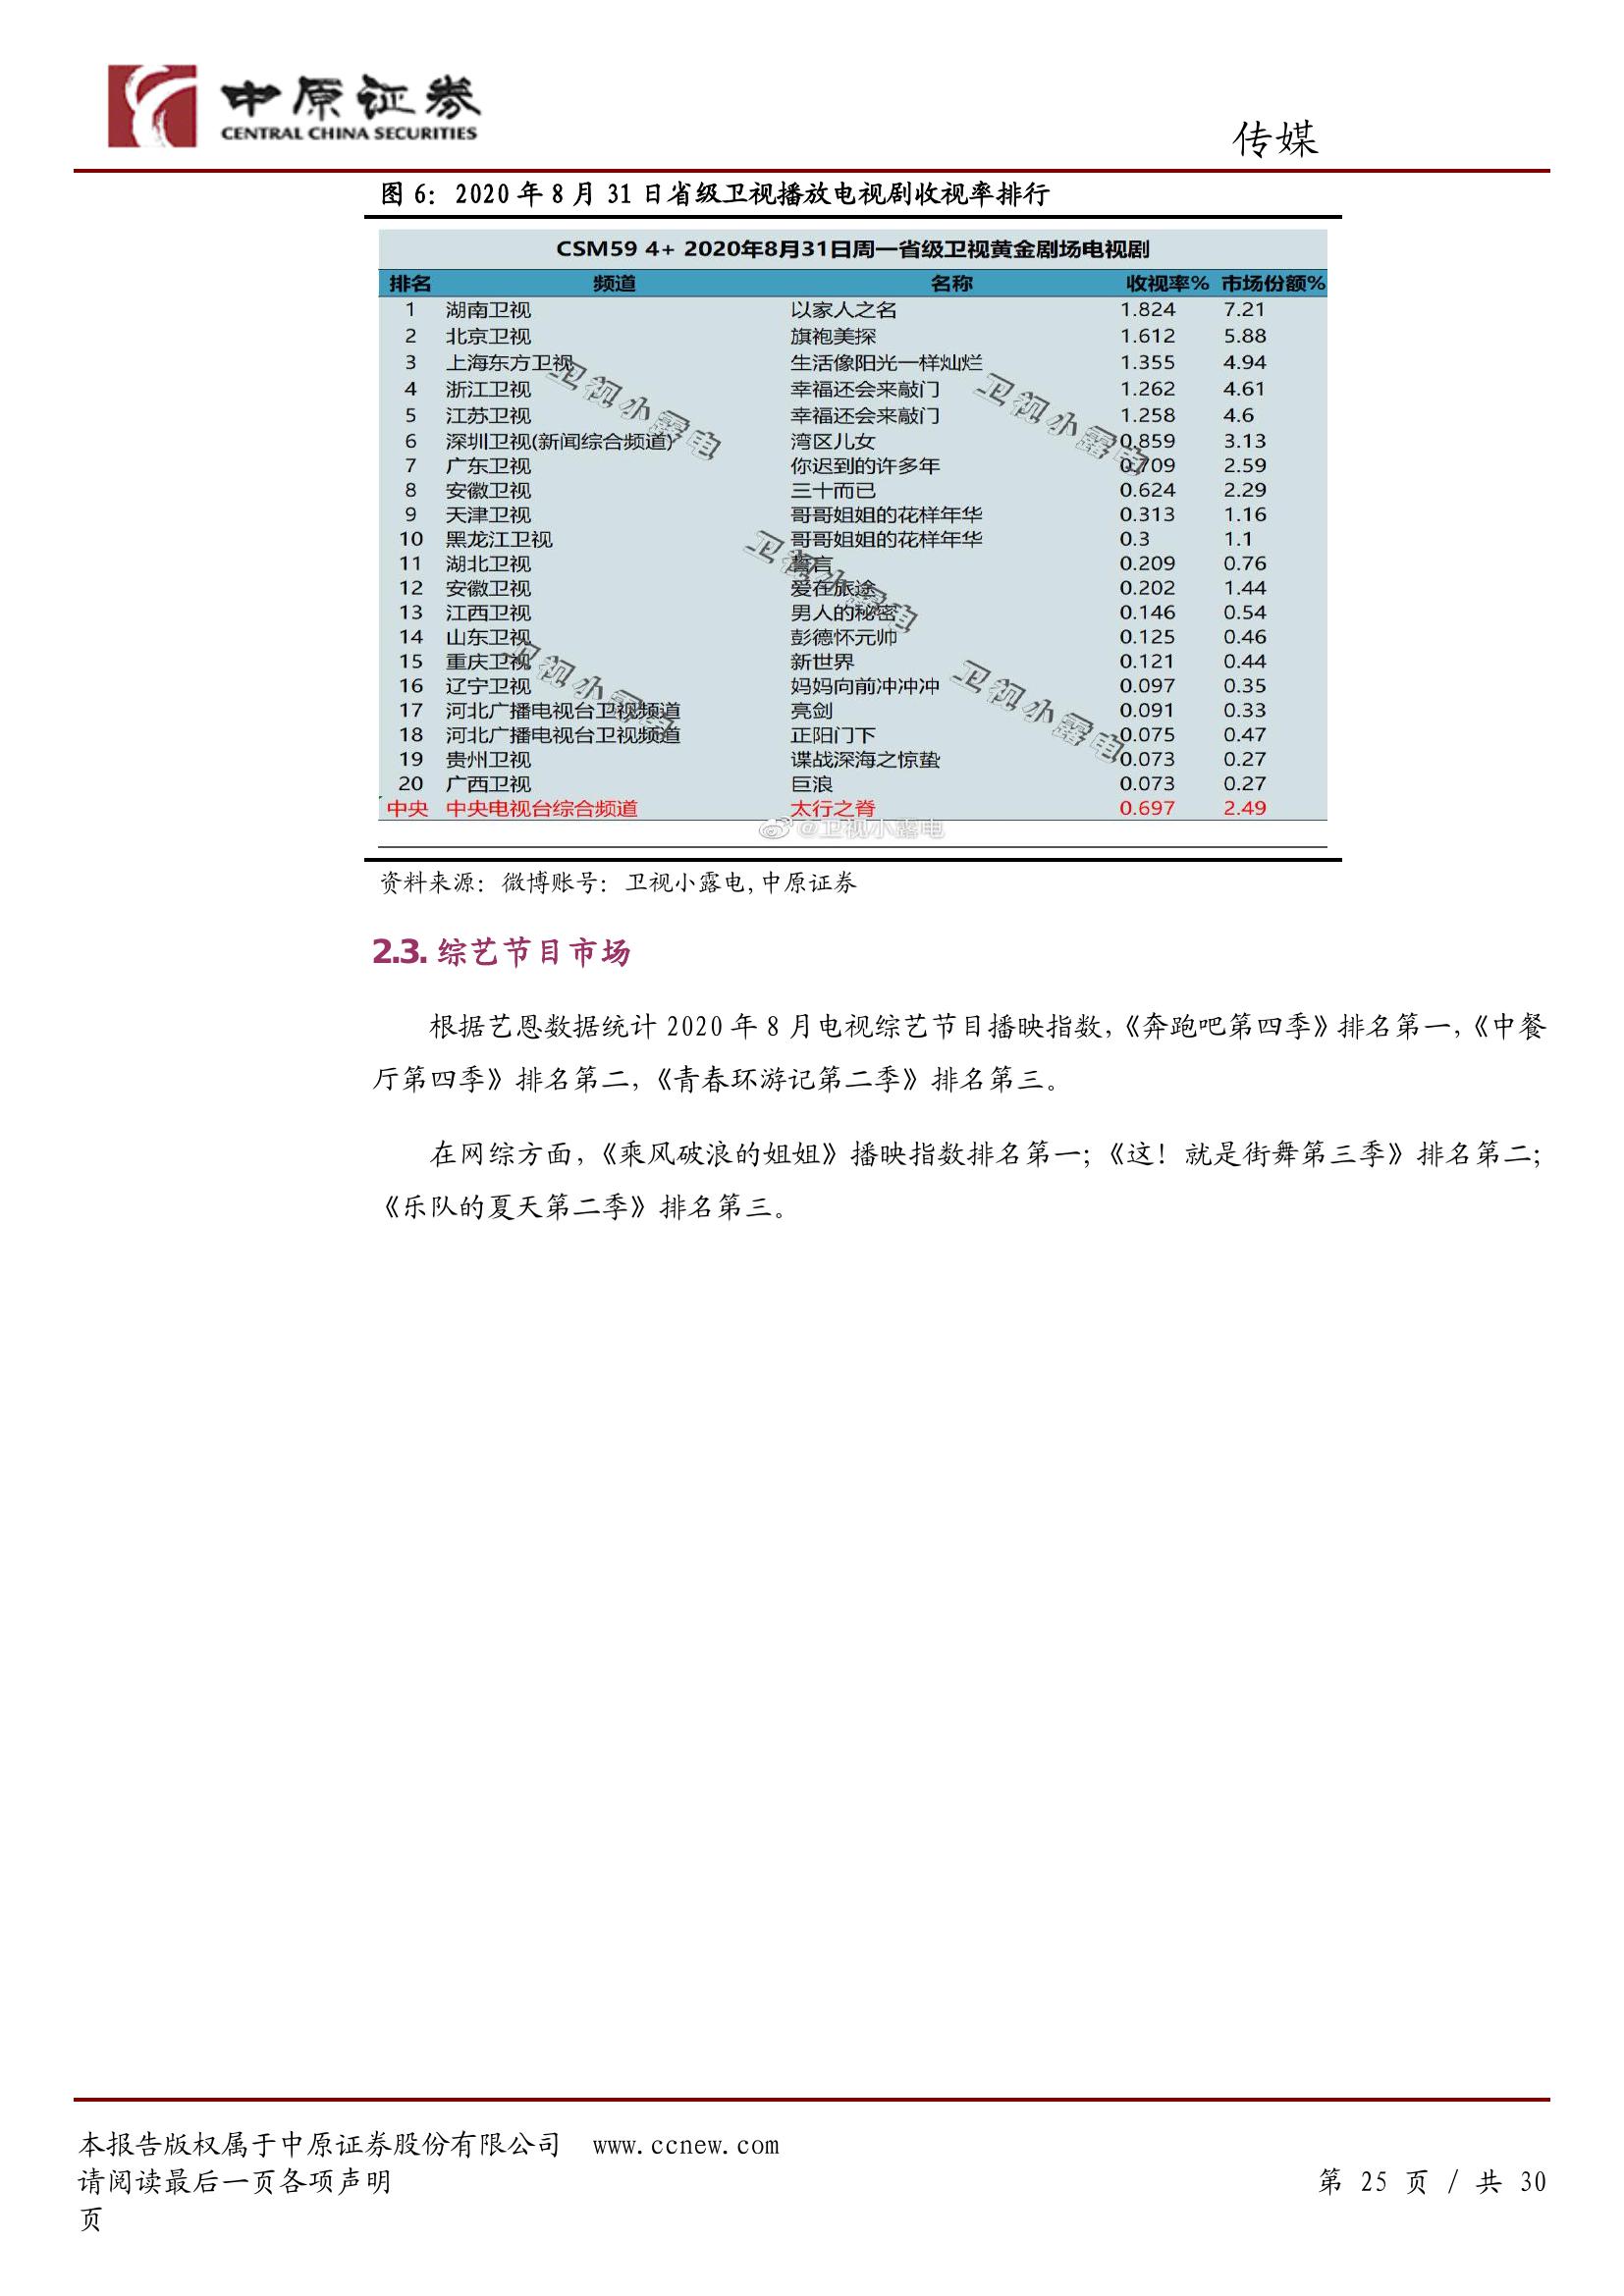 中原证券
CENTRAL CHINA SECURITIES
传媒
图 6：2020 年 8 月 31 日省级卫视播放电视剧收视率排行
CSM59 4+ 2020年8月31日周一省级卫视黄金剧场电视剧
排名 频道 名称 收视率% 市场份额%
1 湖南卫视 以家人之名 1.824 7.21
2 北京卫视 旗袍美探 1.612 5.88
3 上海东方卫视 生活像阳光一样灿烂 1.355 4.94
4 浙江卫视 幸福还会来敲门 1.262 4.61
5 江苏卫视 幸福还会来敲门 1.258 4.6
6 深圳卫视(新闻综合频道) 湾区儿女 0.859 3.13
7 广东卫视 你迟到的许多年 0.709 2.59
8 安徽卫视 三十而已 0.624 2.29
9 天津卫视 哥哥姐姐的花样年华 0.313 1.16
10 黑龙江卫视 哥哥姐姐的花样年华 0.3 1.1
11 湖北卫视 誓言 0.209 0.76
12 安徽卫视 爱在旅途 0.202 1.44
13 江西卫视 男人的秘密 0.146 0.54
14 山东卫视 彭德怀元帅 0.125 0.46
15 重庆卫视 新世界 0.121 0.44
16 辽宁卫视 妈妈向前冲冲冲 0.097 0.35
17 河北广播电视台卫视频道 亮剑 0.091 0.33
18 河北广播电视台卫视频道 正阳门下 0.075 0.47
19 贵州卫视 谍战深海之惊蛰 0.073 0.27
20 广西卫视 巨浪 0.073 0.27
中央 中央电视台综合频道 太行之脊 0.697 2.49
卫视小露电
卫视小露电
卫视小露电
卫视小露电
卫视小露电
@卫视小露电
资料来源：微博账号：卫视小露电,中原证券
2.3. 综艺节目市场
根据艺恩数据统计 2020 年 8 月电视综艺节目播映指数，《奔跑吧第四季》排名第一，《中餐
厅第四季》排名第二，《青春环游记第二季》排名第三。
在网综方面，《乘风破浪的姐姐》播映指数排名第一；《这！就是街舞第三季》排名第二；
《乐队的夏天第二季》排名第三。
本报告版权属于中原证券股份有限公司 www.ccnew.com
请阅读最后一页各项声明 第 25 页 / 共 30
页